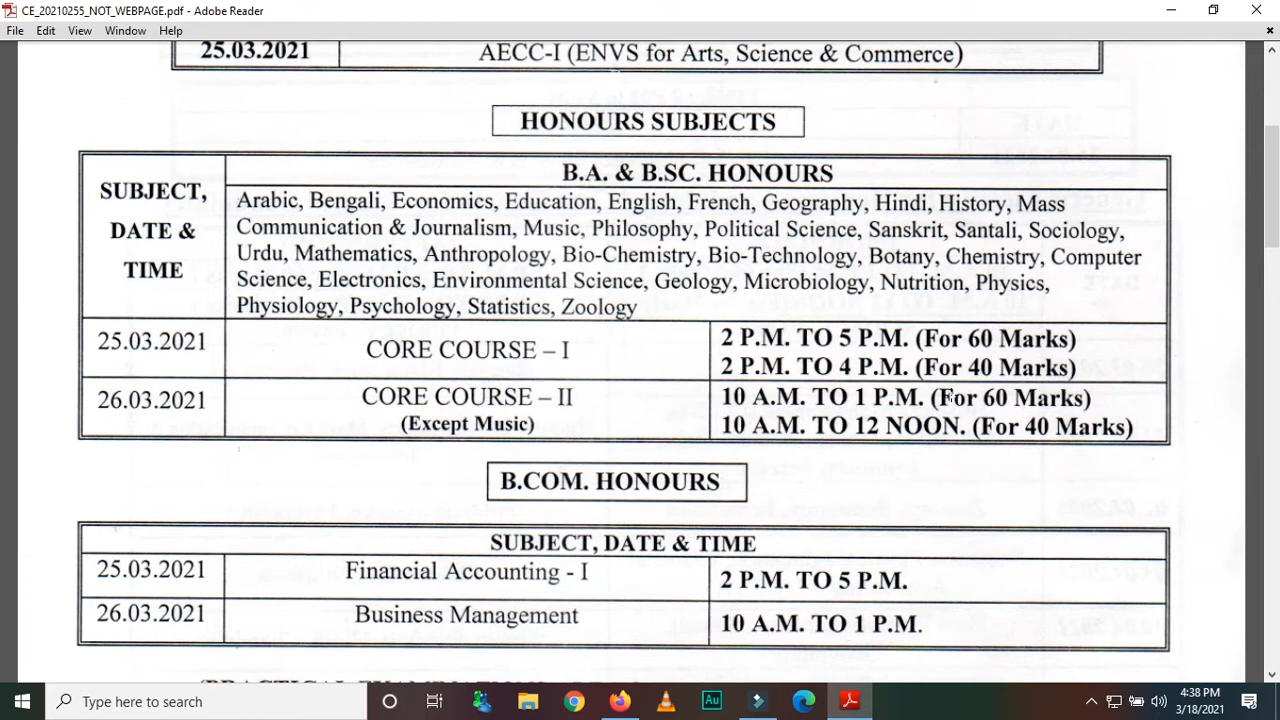 CE_20210255_NOT_WEBPAGE.pdf - Adobe Reader
File Edit View Window Help
25.03.2021 AECC-I (ENVS for Arts, Science & Commerce)
HONOURS SUBJECTS
SUBJECT, DATE & TIME
B.A. & B.SC. HONOURS
Arabic, Bengali, Economics, Education, English, French, Geography, Hindi, History, Mass
Communication & Journalism, Music, Philosophy, Political Science, Sanskrit, Santali, Sociology,
Urdu, Mathematics, Anthropology, Bio-Chemistry, Bio-Technology, Botany, Chemistry, Computer
Science, Electronics, Environmental Science, Geology, Microbiology, Nutrition, Physics,
Physiology, Psychology, Statistics, Zoology
25.03.2021 CORE COURSE – I 2 P.M. TO 5 P.M. (For 60 Marks)
2 P.M. TO 4 P.M. (For 40 Marks)
26.03.2021 CORE COURSE – II 10 A.M. TO 1 P.M. (For 60 Marks)
(Except Music) 10 A.M. TO 12 NOON. (For 40 Marks)
B.COM. HONOURS
SUBJECT, DATE & TIME
25.03.2021 Financial Accounting - I 2 P.M. TO 5 P.M.
26.03.2021 Business Management 10 A.M. TO 1 P.M.
Type here to search
Au
4:38 PM
3/18/2021